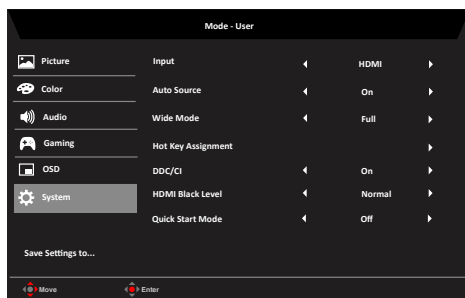 Mode - User
Picture
Input HDMI
Color
Auto Source On
Audio
Wide Mode Full
Gaming
Hot Key Assignment
OSD
DDC/CI On
System
HDMI Black Level Normal
Quick Start Mode Off
Save Settings to...
Move Enter